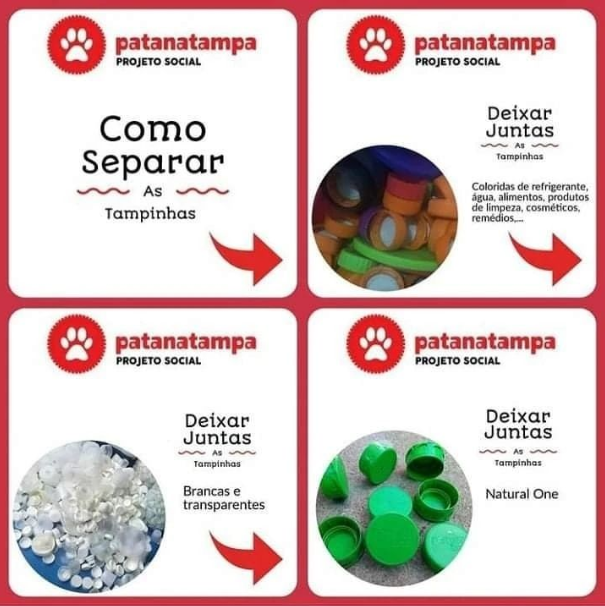 patanatampa
PROJETO SOCIAL
Como
Separar
As
Tampinhas
patanatampa
PROJETO SOCIAL
Deixar
Juntas
As
Tampinhas
Coloridas de refrigerante,
água, alimentos, produtos
de limpeza, cosméticos,
remédios,...
patanatampa
PROJETO SOCIAL
Deixar
Juntas
As
Tampinhas
Brancas e
transparentes
patanatampa
PROJETO SOCIAL
Deixar
Juntas
As
Tampinhas
Natural One